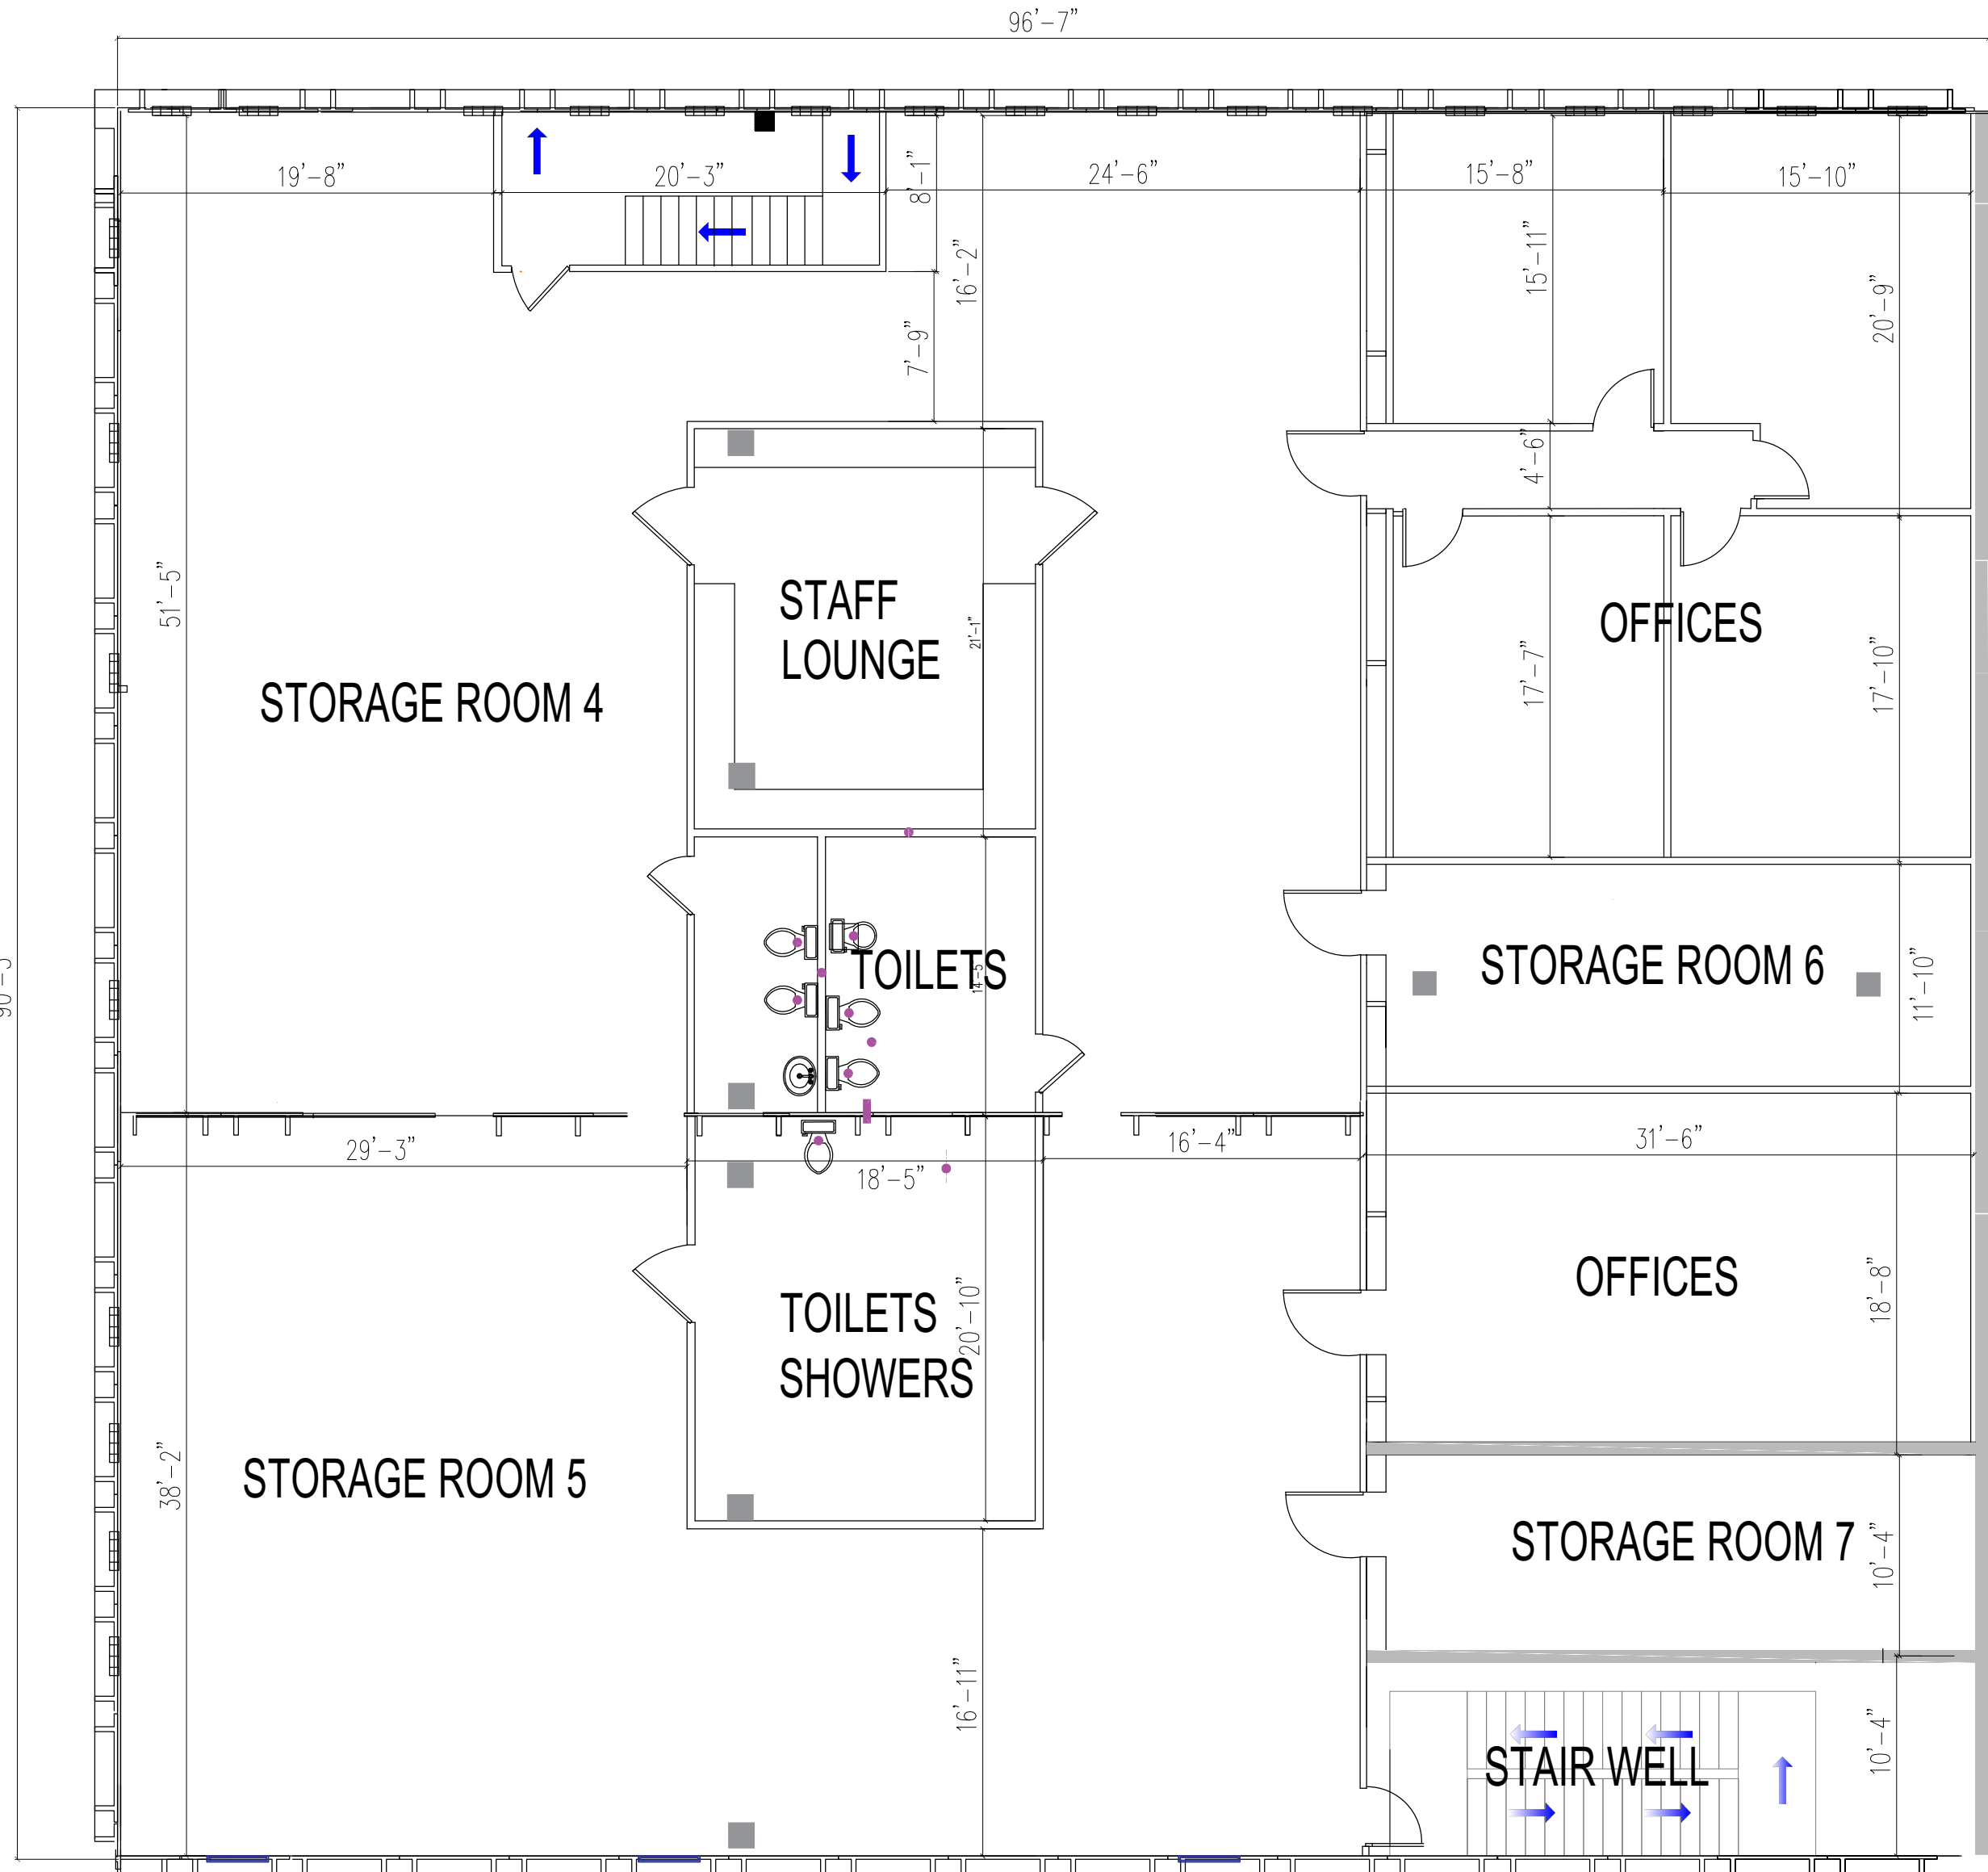 96'-7"
19'-8"
20'-3"
8'-1"
24'-6"
15'-8"
15'-10"
16'-2"
15'-11"
20'-9"
7'-9"
4'-6"
51'-5"
STAFF
LOUNGE
21'-1"
OFFICES
17'-7"
17'-10"
STORAGE ROOM 4
TOILETS
STORAGE ROOM 6
11'-10"
29'-3"
18'-5"
16'-4"
31'-6"
OFFICES
18'-8"
TOILETS
SHOWERS
20'-10"
38'-2"
STORAGE ROOM 5
STORAGE ROOM 7
10'-4"
16'-11"
STAIR WELL
10'-4"